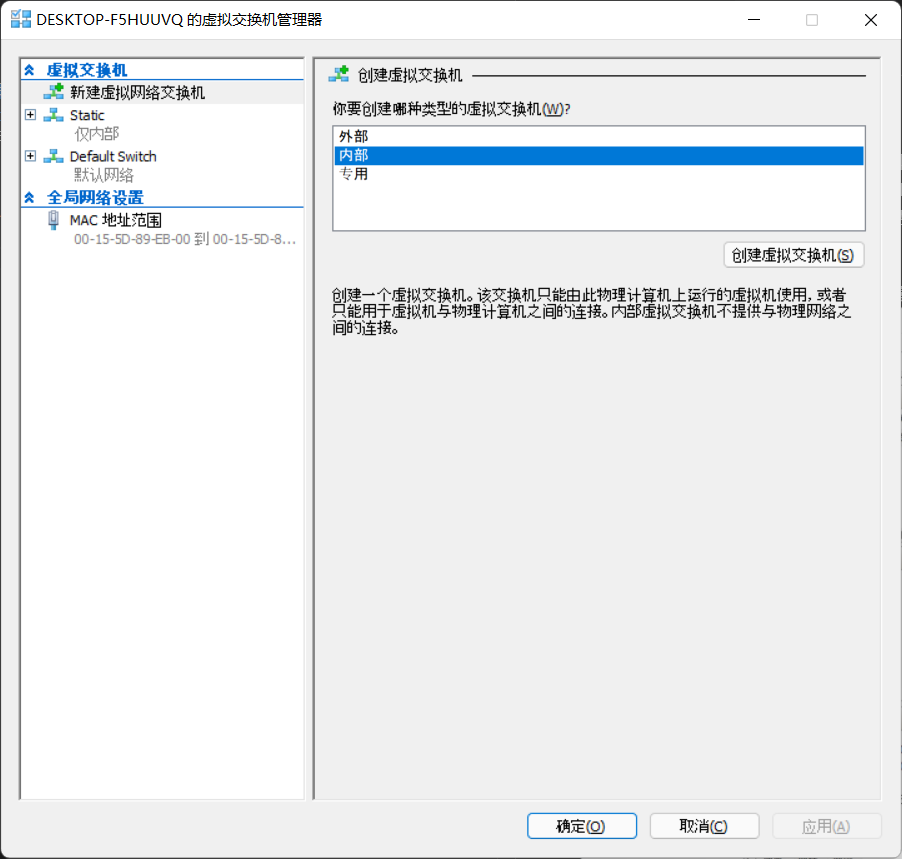 DESKTOP-F5HUUVQ 的虚拟交换机管理器
虚拟交换机
新建虚拟网络交换机
Static
仅内部
Default Switch
默认网络
全局网络设置
MAC 地址范围
00-15-5D-89-EB-00 到 00-15-5D-8...
创建虚拟交换机
你要创建哪种类型的虚拟交换机(W)?
外部
内部
专用
创建虚拟交换机(S)
创建一个虚拟交换机。该交换机只能由此物理计算机上运行的虚拟机使用, 或者
只能用于虚拟机与物理计算机之间的连接。内部虚拟交换机不提供与物理网络之
间的连接。
确定(O)
取消(C)
应用(A)